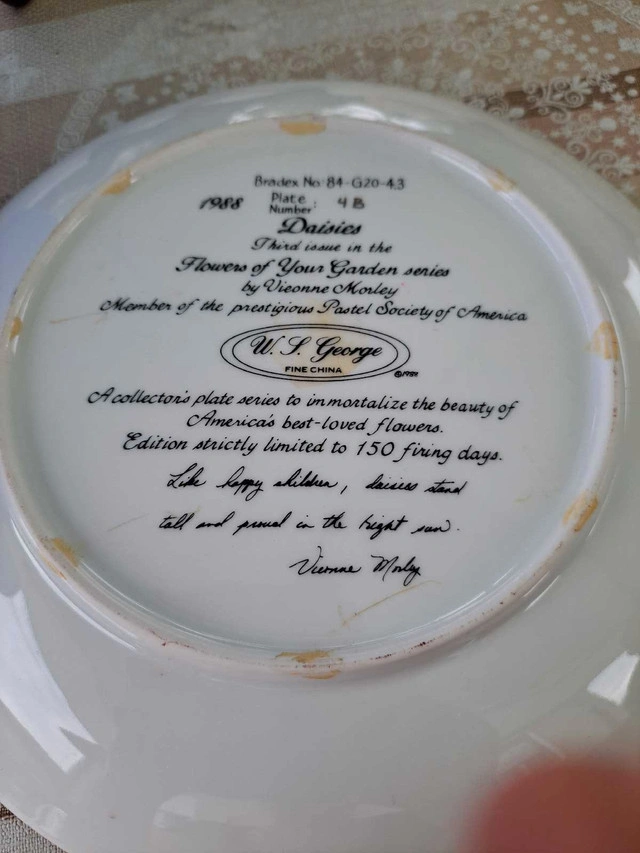 Bradex No: 84-G20-4.3
1988 Plate Number: 4 B
Daisies
Third issue in the
Flowers of Your Garden series
by Vieonne Morley
Member of the prestigious Pastel Society of America
W. S. George
FINE CHINA
©1988
A collector's plate series to immortalize the beauty of
America's best-loved flowers.
Edition strictly limited to 150 firing days.
Like happy children, daisies stand
tall and proud in the bright sun.
Vieonne Morley